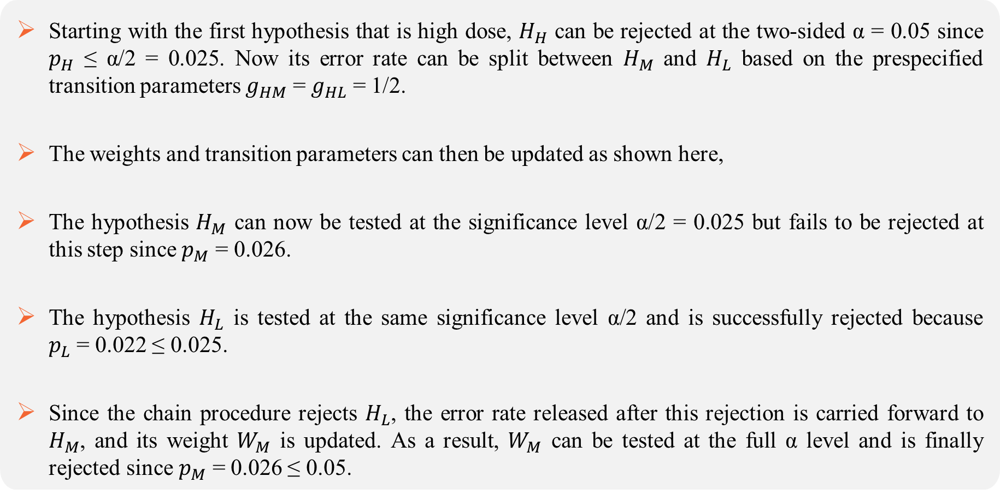 Starting with the first hypothesis that is high dose, H_H can be rejected at the two-sided α = 0.05 since
p_H ≤ α/2 = 0.025. Now its error rate can be split between H_M and H_L based on the prespecified
transition parameters g_HM = g_HL = 1/2.
The weights and transition parameters can then be updated as shown here,
The hypothesis H_M can now be tested at the significance level α/2 = 0.025 but fails to be rejected at
this step since p_M = 0.026.
The hypothesis H_L is tested at the same significance level α/2 and is successfully rejected because
p_L = 0.022 ≤ 0.025.
Since the chain procedure rejects H_L, the error rate released after this rejection is carried forward to
H_M, and its weight W_M is updated. As a result, W_M can be tested at the full α level and is finally
rejected since p_M = 0.026 ≤ 0.05.